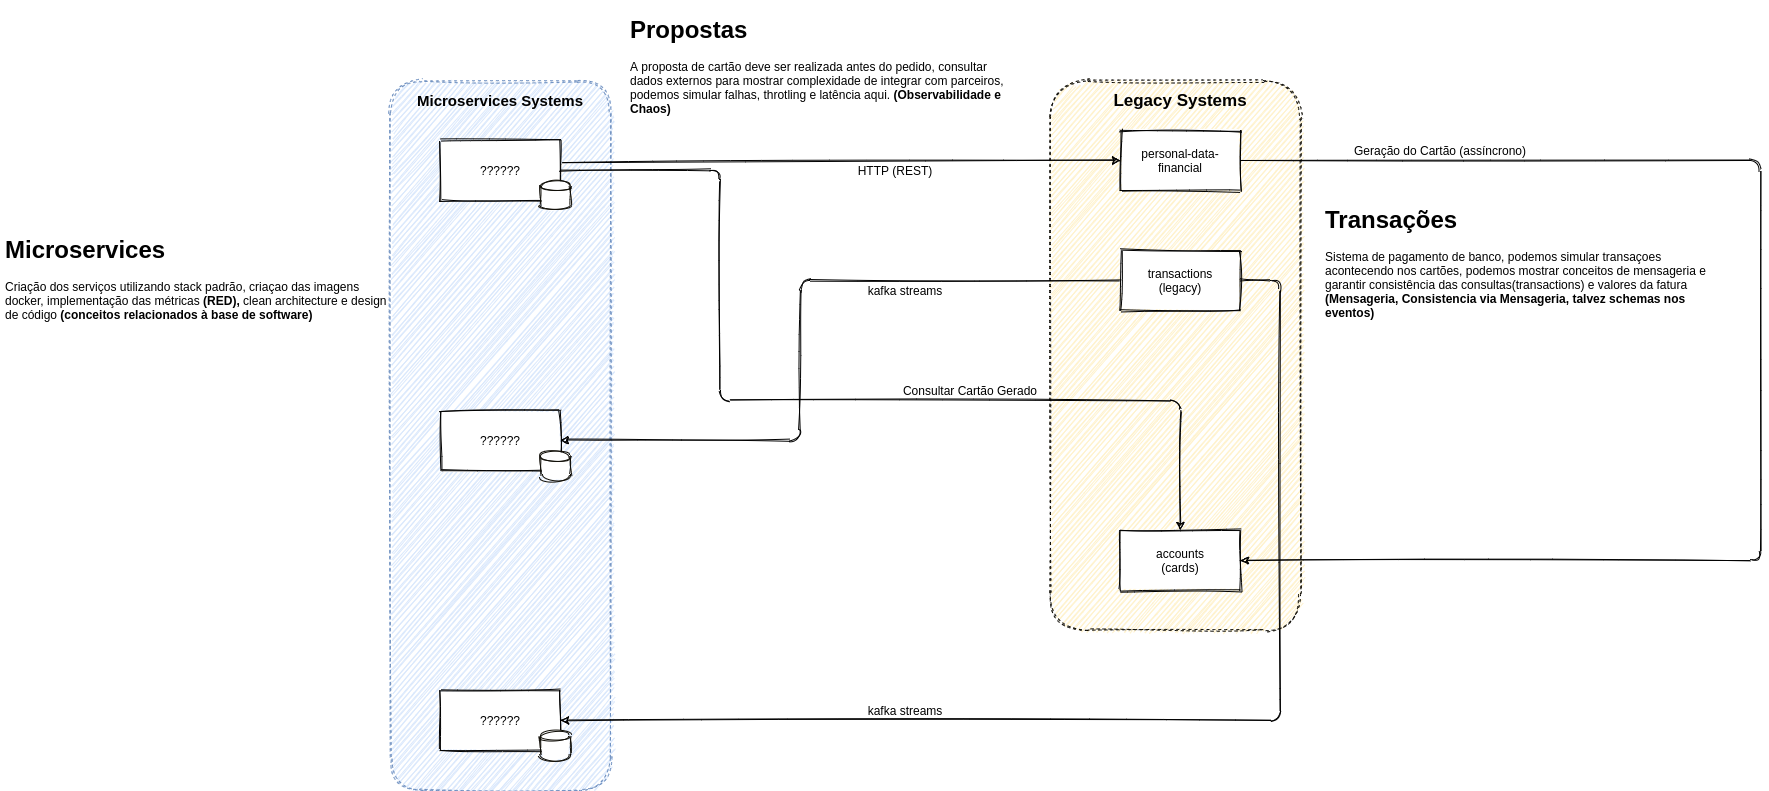 Propostas
A proposta de cartão deve ser realizada antes do pedido, consultar
dados externos para mostrar complexidade de integrar com parceiros,
podemos simular falhas, throtling e latência aqui. (Observabilidade e
Chaos)
Microservices Systems
Legacy Systems
??????
HTTP (REST)
personal-data-
financial
Geração do Cartão (assíncrono)
Microservices
Criação dos serviços utilizando stack padrão, criaçao das imagens
docker, implementação das métricas (RED), clean architecture e design
de código (conceitos relacionados à base de software)
kafka streams
transactions
(legacy)
Transações
Sistema de pagamento de banco, podemos simular transaçoes
acontecendo nos cartões, podemos mostrar conceitos de mensageria e
garantir consistência das consultas(transactions) e valores da fatura
(Mensageria, Consistencia via Mensageria, talvez schemas nos
eventos)
Consultar Cartão Gerado
??????
accounts
(cards)
??????
kafka streams